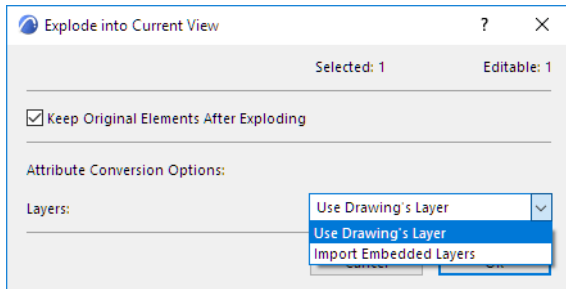 Explode into Current View ?
Selected: 1 Editable: 1
Keep Original Elements After Exploding
Attribute Conversion Options:
Layers: Use Drawing's Layer
Use Drawing's Layer
Import Embedded Layers